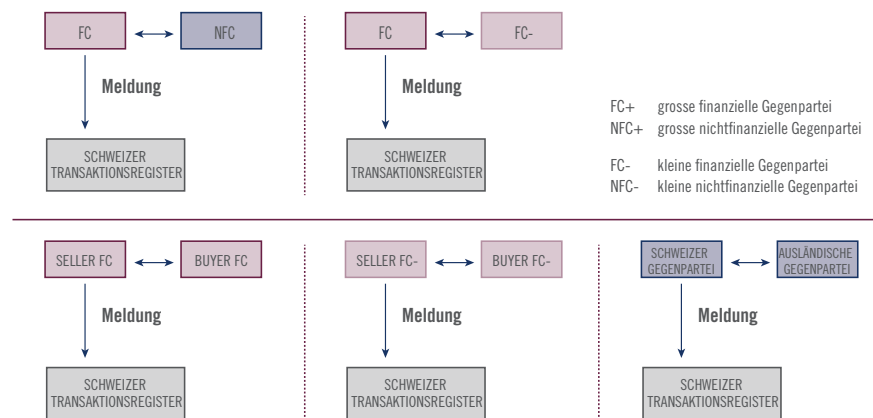 FC
NFC
Meldung
SCHWEIZER
TRANSAKTIONSREGISTER
FC
FC-
Meldung
SCHWEIZER
TRANSAKTIONSREGISTER
FC+ grosse finanzielle Gegenpartei
NFC+ grosse nichtfinanzielle Gegenpartei
FC- kleine finanzielle Gegenpartei
NFC- kleine nichtfinanzielle Gegenpartei
SELLER FC
BUYER FC
Meldung
SCHWEIZER
TRANSAKTIONSREGISTER
SELLER FC-
BUYER FC-
Meldung
SCHWEIZER
TRANSAKTIONSREGISTER
SCHWEIZER
GEGENPARTEI
AUSLÄNDISCHE
GEGENPARTEI
Meldung
SCHWEIZER
TRANSAKTIONSREGISTER